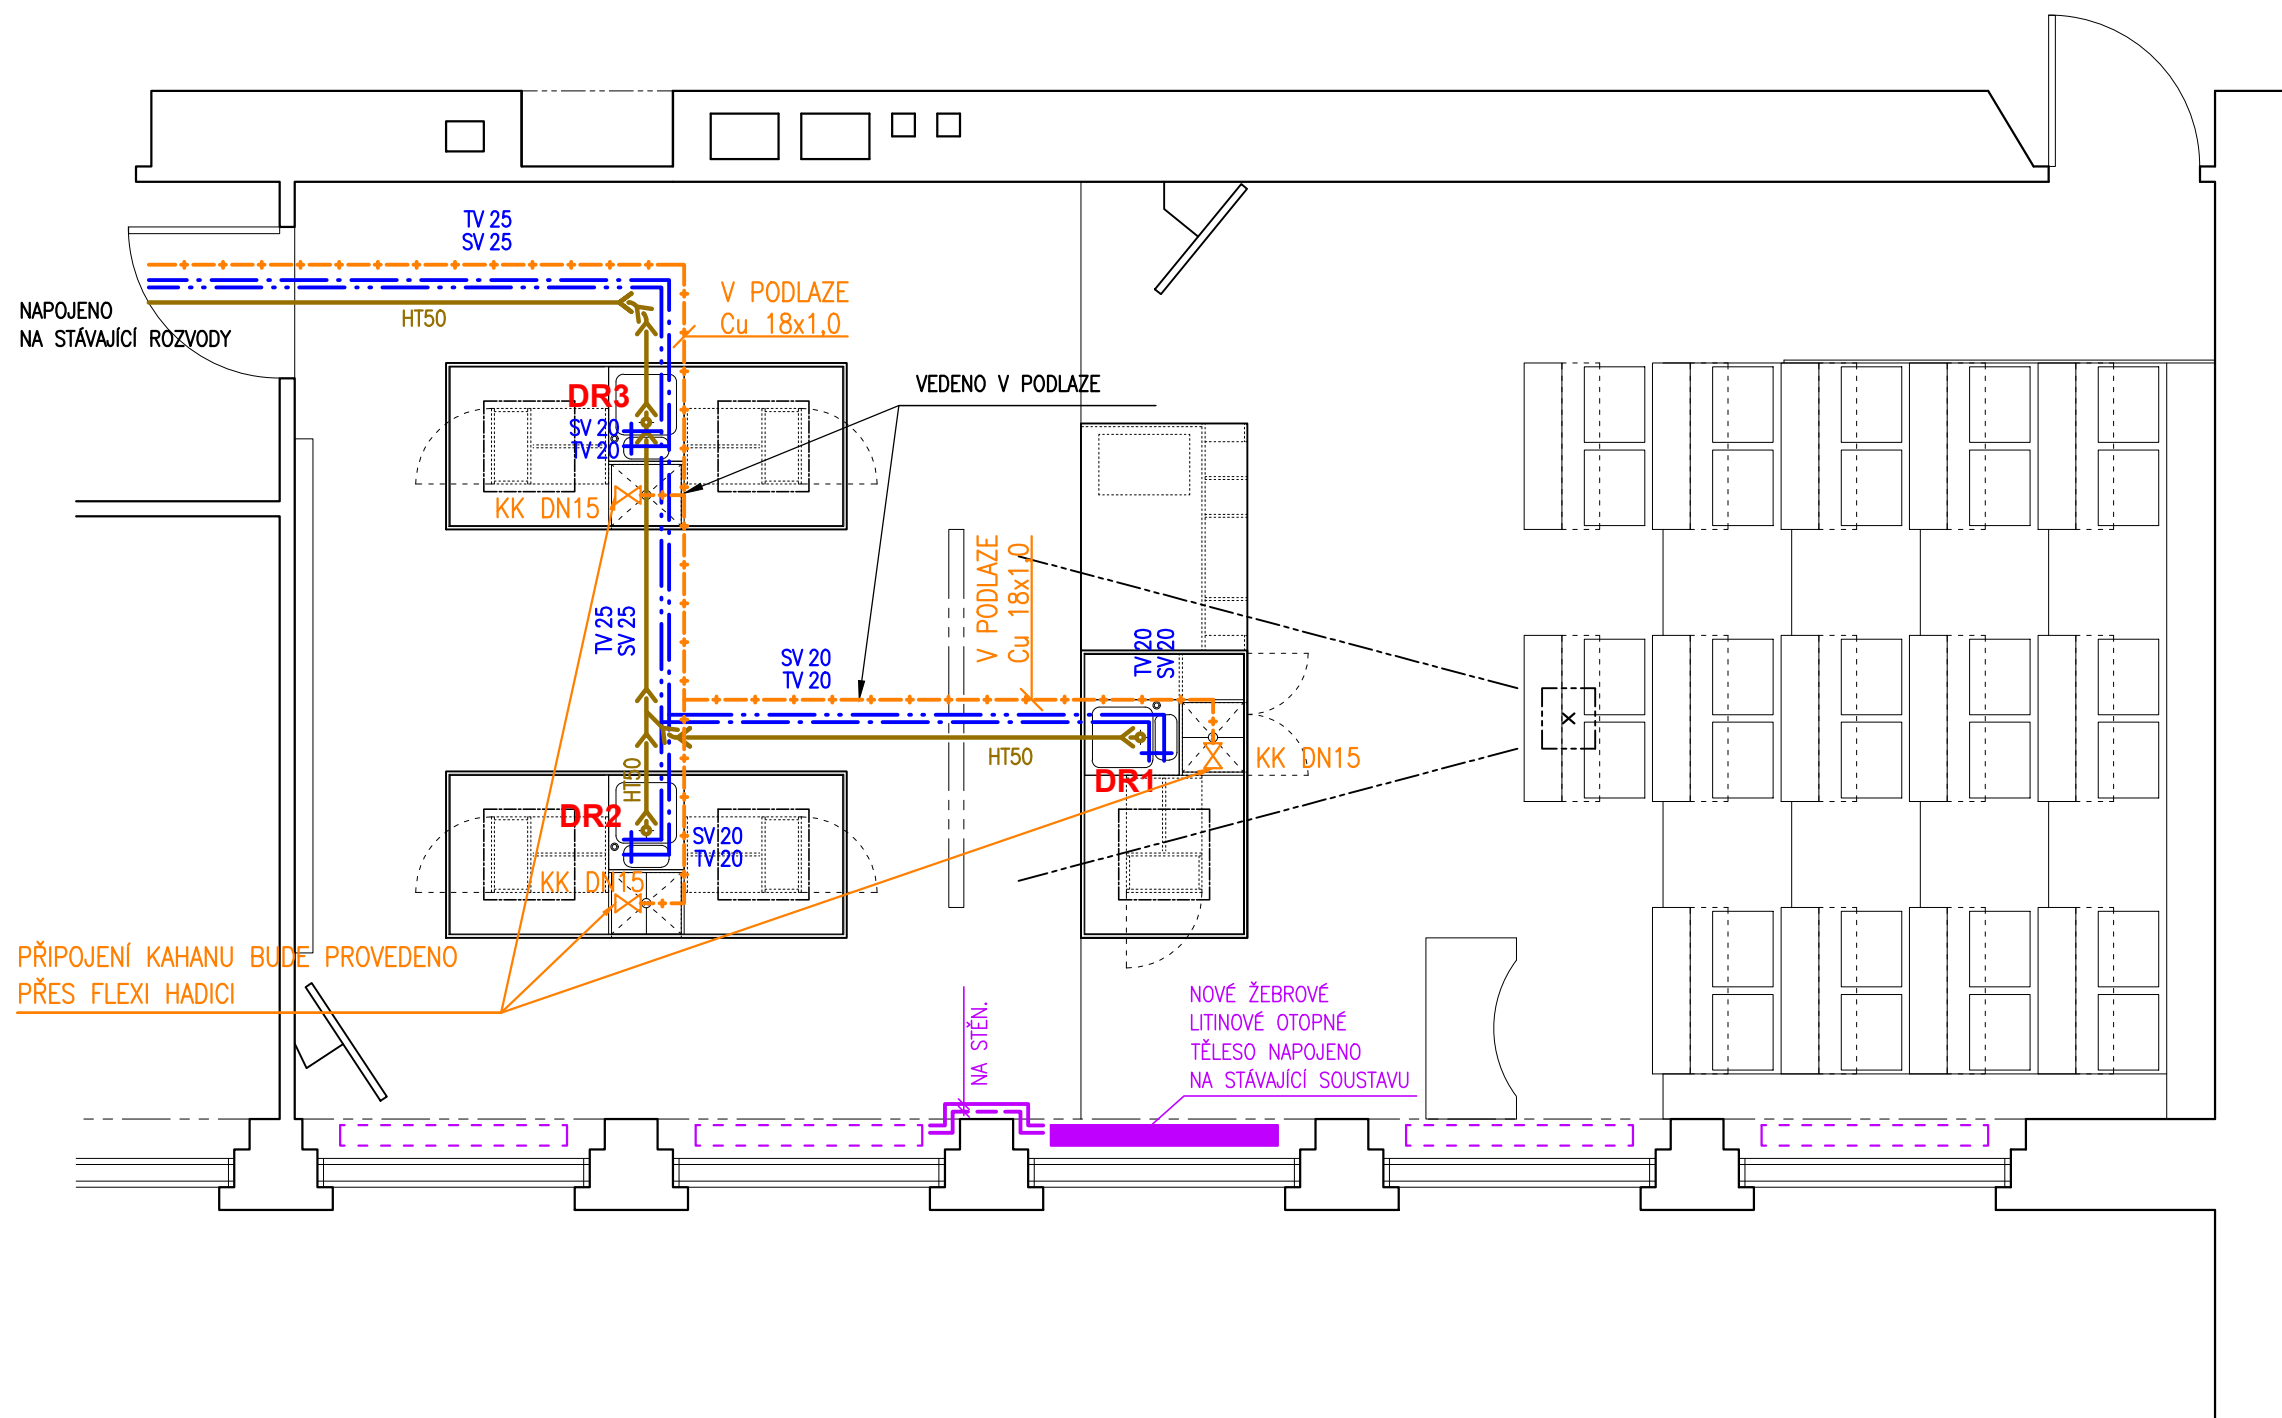 TV 25
SV 25
NAPOJENO
NA STÁVAJÍCÍ ROZVODY
HT50
V PODLAZE
Cu 18x1,0
VEDENO V PODLAZE
DR3
SV 20
TV 20
KK DN15
V PODLAZE
Cu 18x1,0
TV 25
SV 25
SV 20
TV 20
TV 20
SV 20
HT50
KK DN15
DR1
HT50
DR2
SV 20
TV 20
KK DN15
PŘIPOJENÍ KAHANU BUDE PROVEDENO
PŘES FLEXI HADICI
NA STĚN.
NOVÉ ŽEBROVÉ
LITINOVÉ OTOPNÉ
TĚLESO NAPOJENO
NA STÁVAJÍCÍ SOUSTAVU